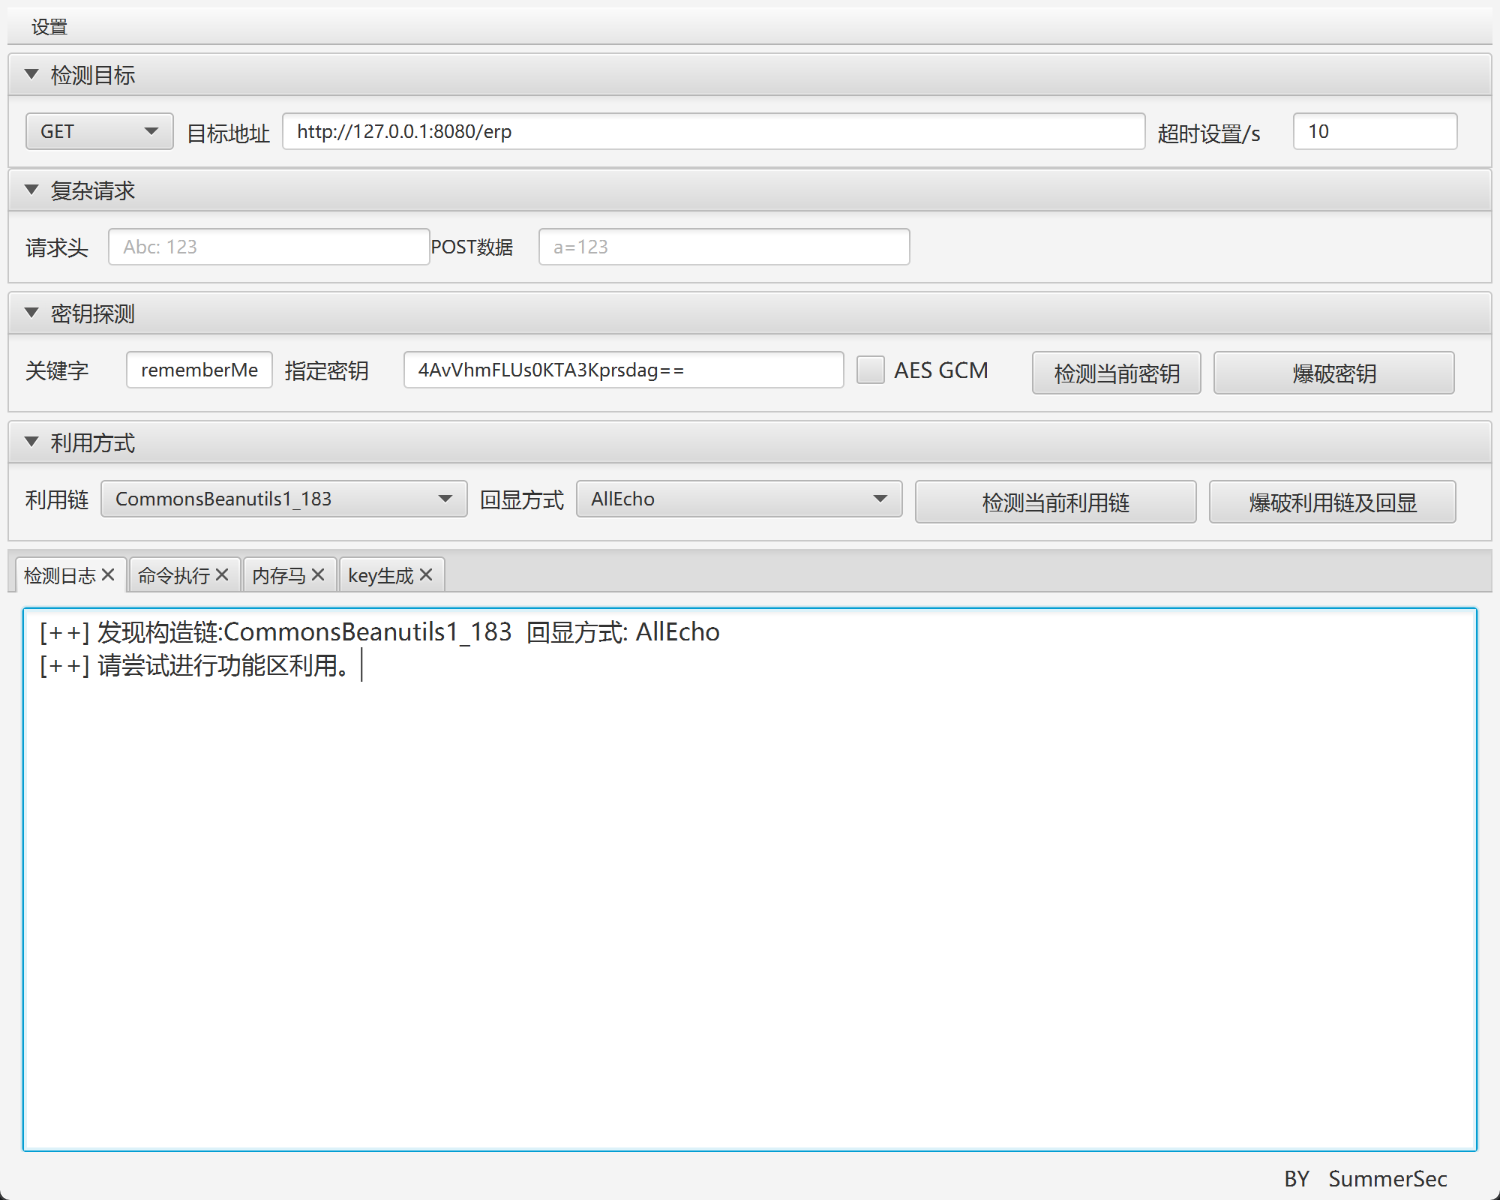 设置
检测目标
GET 目标地址 http://127.0.0.1:8080/erp 超时设置/s 10
复杂请求
请求头 Abc: 123 POST数据 a=123
密钥探测
关键字 rememberMe 指定密钥 4AvVhmFLUs0KTA3Kprsdag== AES GCM 检测当前密钥 爆破密钥
利用方式
利用链 CommonsBeanutils1_183 回显方式 AllEcho 检测当前利用链 爆破利用链及回显
检测日志 命令执行 内存马 key生成
[++] 发现构造链:CommonsBeanutils1_183  回显方式: AllEcho
[++] 请尝试进行功能区利用。
BY SummerSec